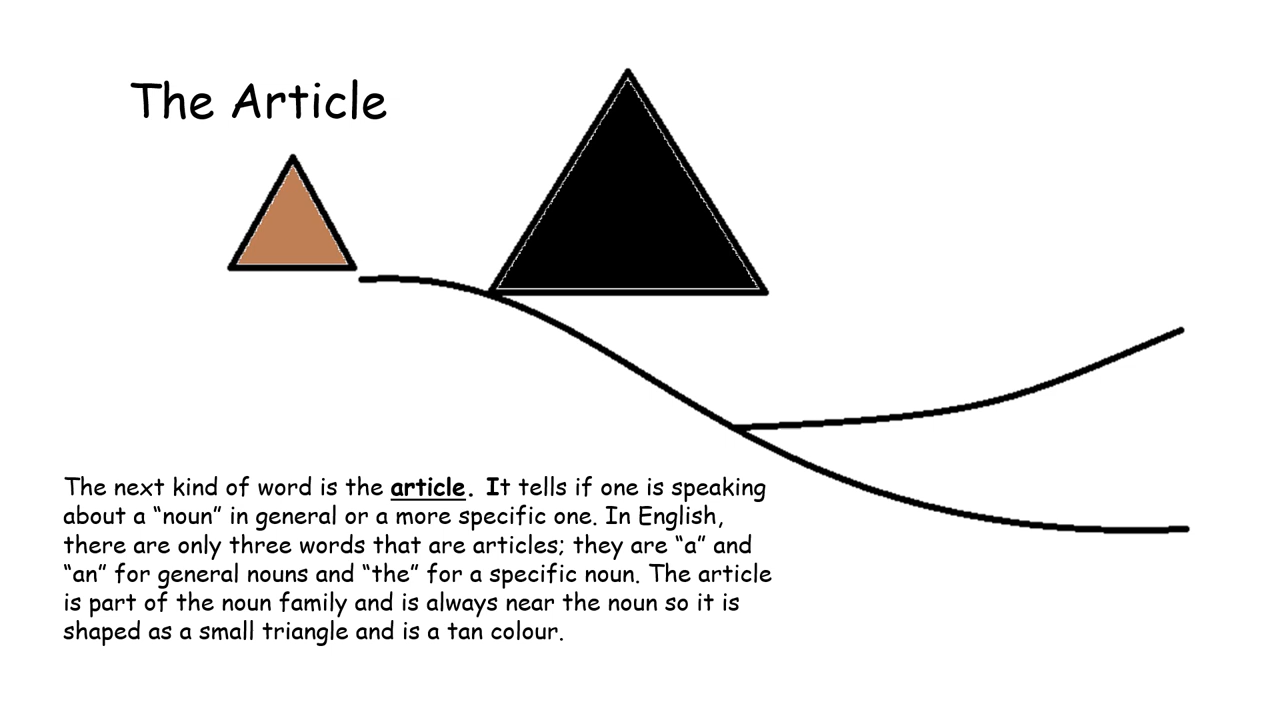 The Article
The next kind of word is the article. It tells if one is speaking
about a “noun” in general or a more specific one. In English,
there are only three words that are articles; they are “a” and
“an” for general nouns and “the” for a specific noun. The article
is part of the noun family and is always near the noun so it is
shaped as a small triangle and is a tan colour.